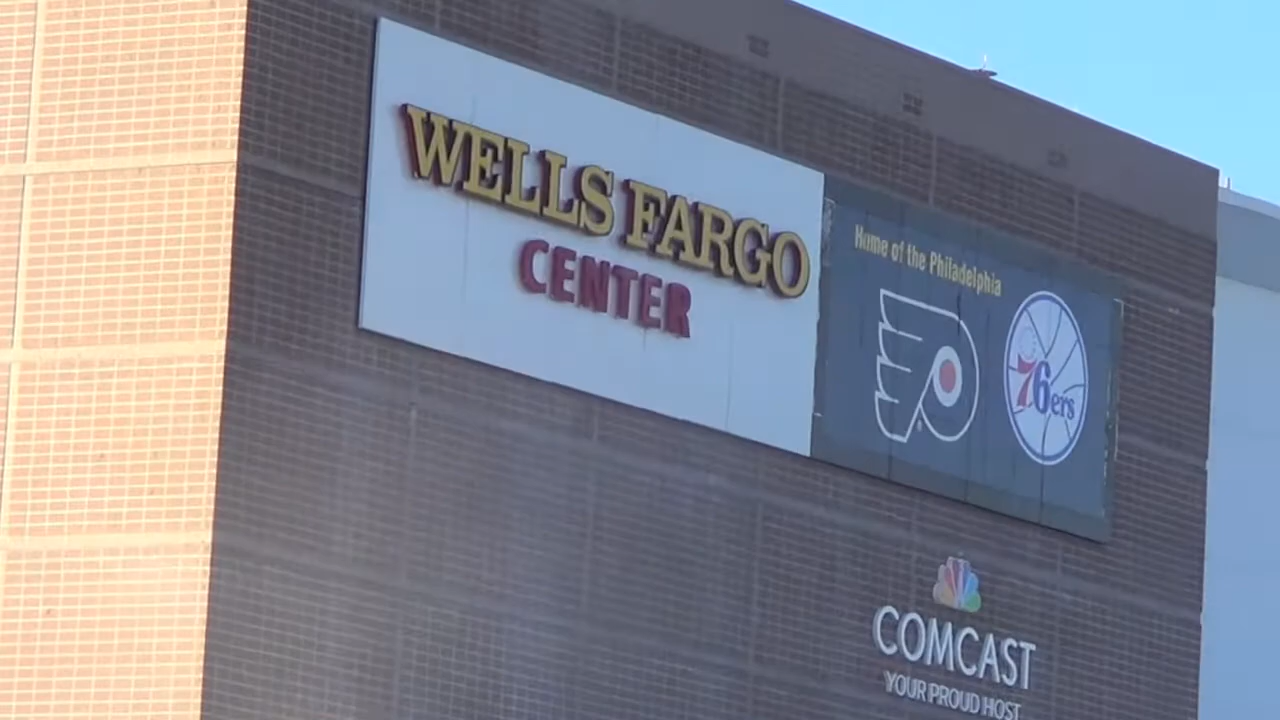 WELLS FARGO
CENTER
Home of the Philadelphia
76ers
COMCAST
YOUR PROUD HOST